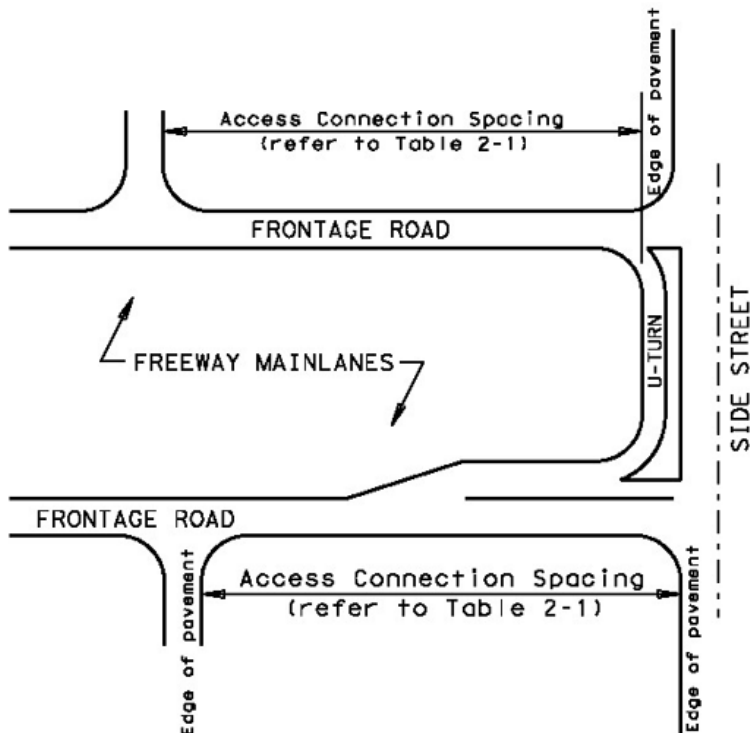 Edge of pavement
Access Connection Spacing
(refer to Table 2-1)
FRONTAGE ROAD
U-TURN
SIDE STREET
FREEWAY MAINLANES
FRONTAGE ROAD
Edge of pavement
Access Connection Spacing
(refer to Table 2-1)
Edge of pavement